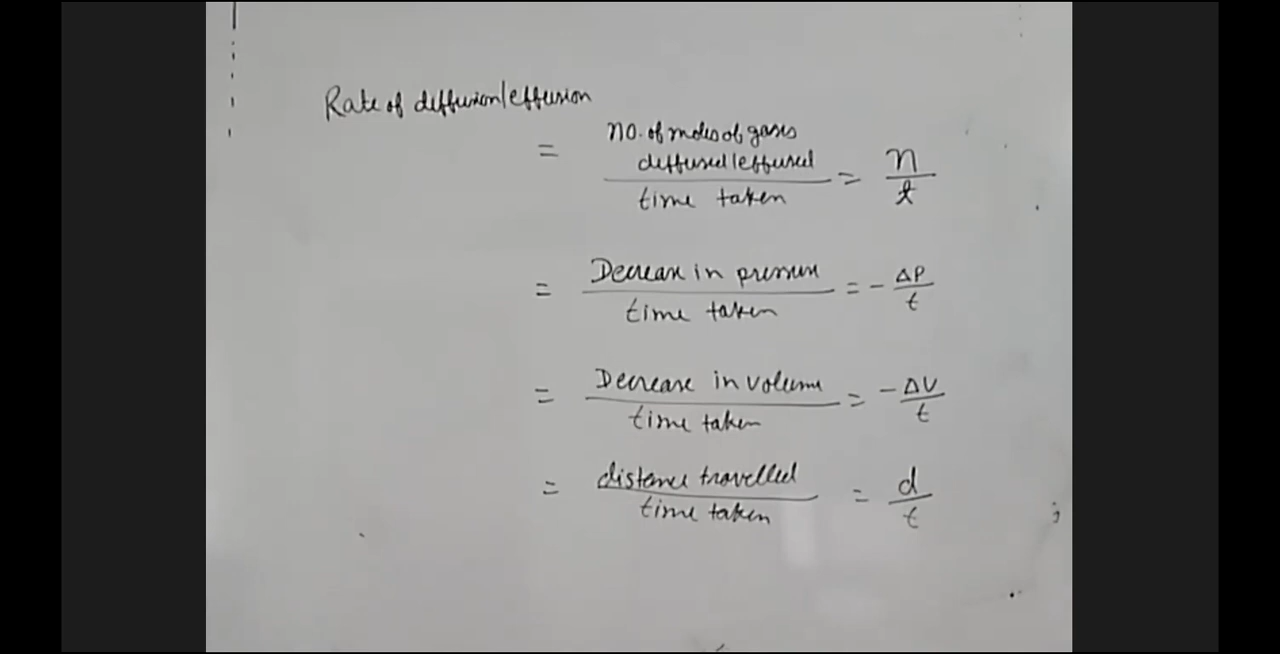 Rate of diffusion/effusion
= no. of moles of gases diffused/effused / time taken = n/t
= Decrease in pressure / time taken = - ΔP/t
= Decrease in volume / time taken = - ΔV/t
= distance travelled / time taken = d/t